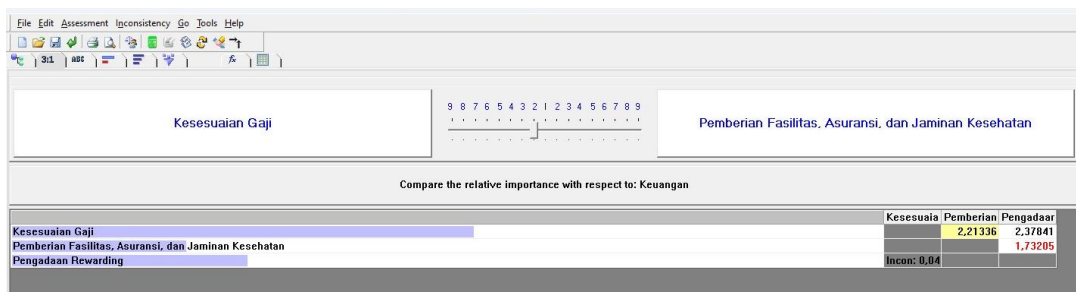 File Edit Assessment Inconsistency Go Tools Help
3:1 ABC fx
9 8 7 6 5 4 3 2 1 2 3 4 5 6 7 8 9
Kesesuaian Gaji
Pemberian Fasilitas, Asuransi, dan Jaminan Kesehatan
Compare the relative importance with respect to: Keuangan
Kesesuaia Pemberian Pengadaar
Kesesuaian Gaji 2,21336 2,37841
Pemberian Fasilitas, Asuransi, dan Jaminan Kesehatan 1,73205
Pengadaan Rewarding Incon: 0,04